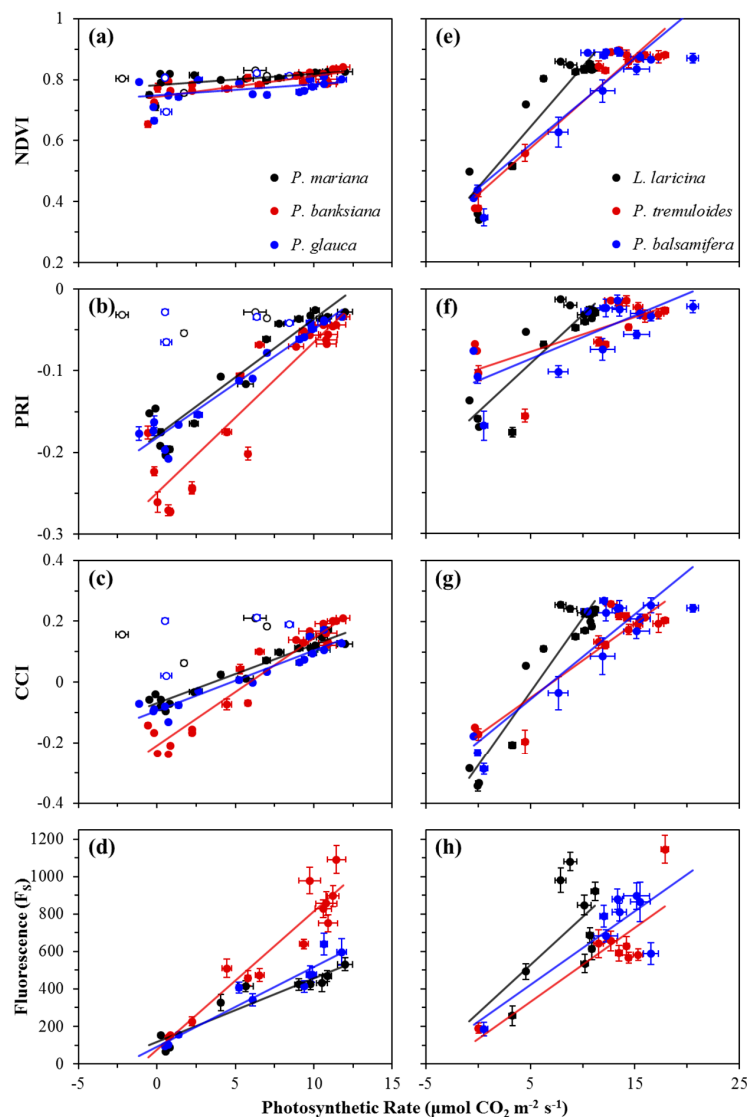 (a)
(e)
1
0.8
0.6
0.4
0.2
NDVI
P. mariana
P. banksiana
P. glauca
L. laricina
P. tremuloides
P. balsamifera
(b)
(f)
0
-0.1
-0.2
-0.3
PRI
(c)
(g)
0.4
0.2
0
-0.2
-0.4
CCI
(d)
(h)
1200
1000
800
600
400
200
0
Fluorescence (FS)
-5 0 5 10 15 -5 0 5 10 15 20 25
Photosynthetic Rate (μmol CO2 m-2 s-1)